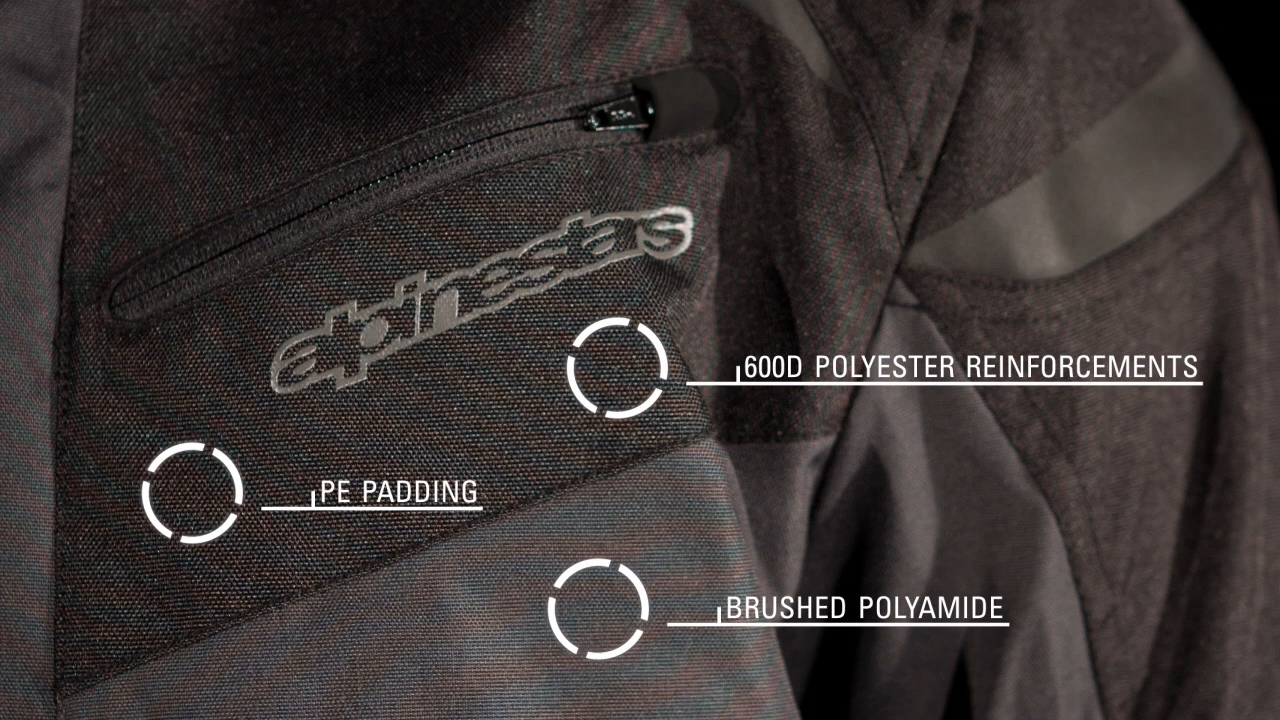 alpinestars
600D POLYESTER REINFORCEMENTS
PE PADDING
BRUSHED POLYAMIDE